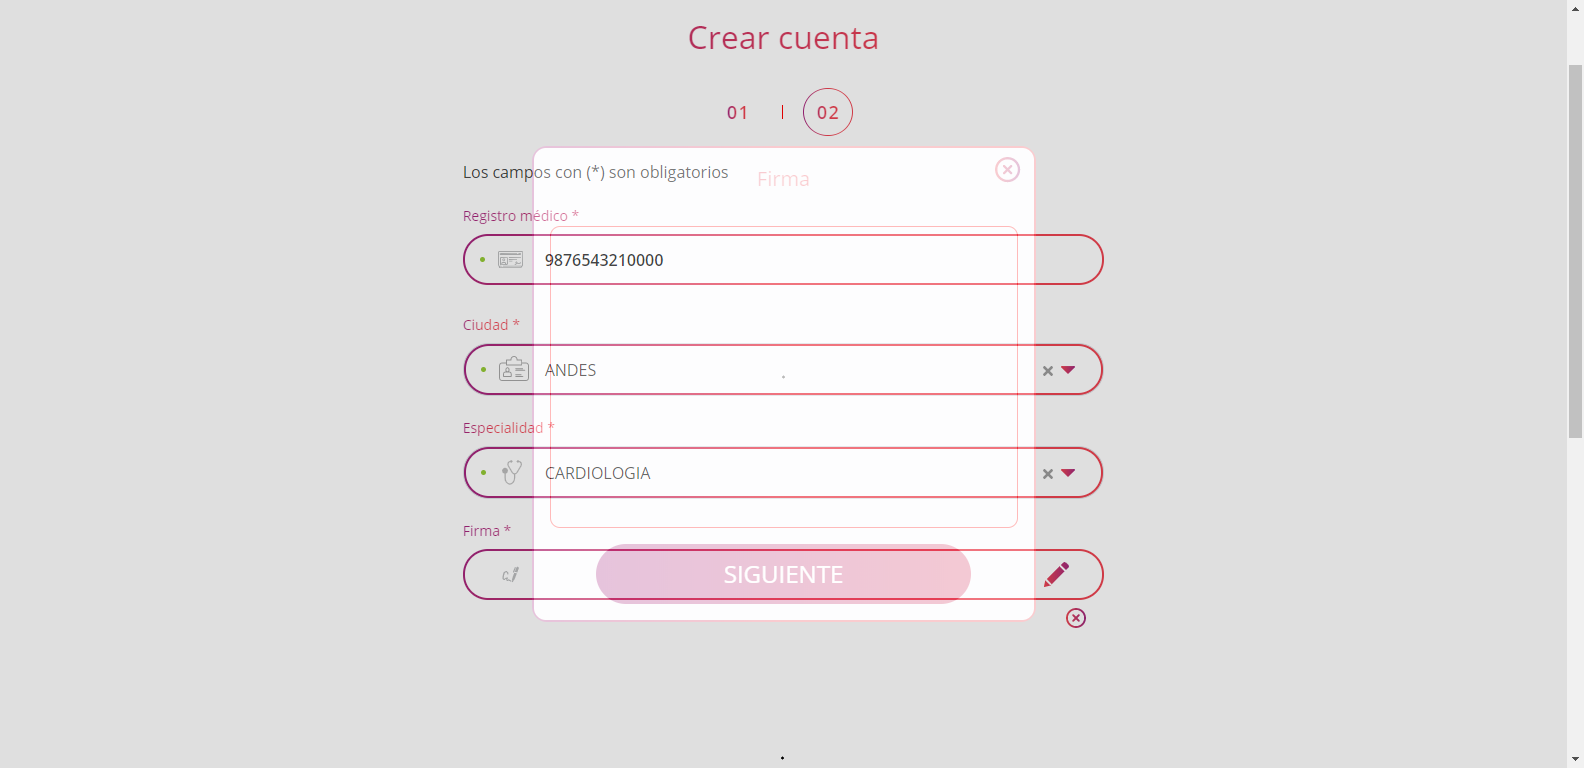 Crear cuenta
01 | 02
Los campos con (*) son obligatorios
Firma
Registro médico *
9876543210000
Ciudad *
ANDES
Especialidad *
CARDIOLOGIA
Firma *
SIGUIENTE